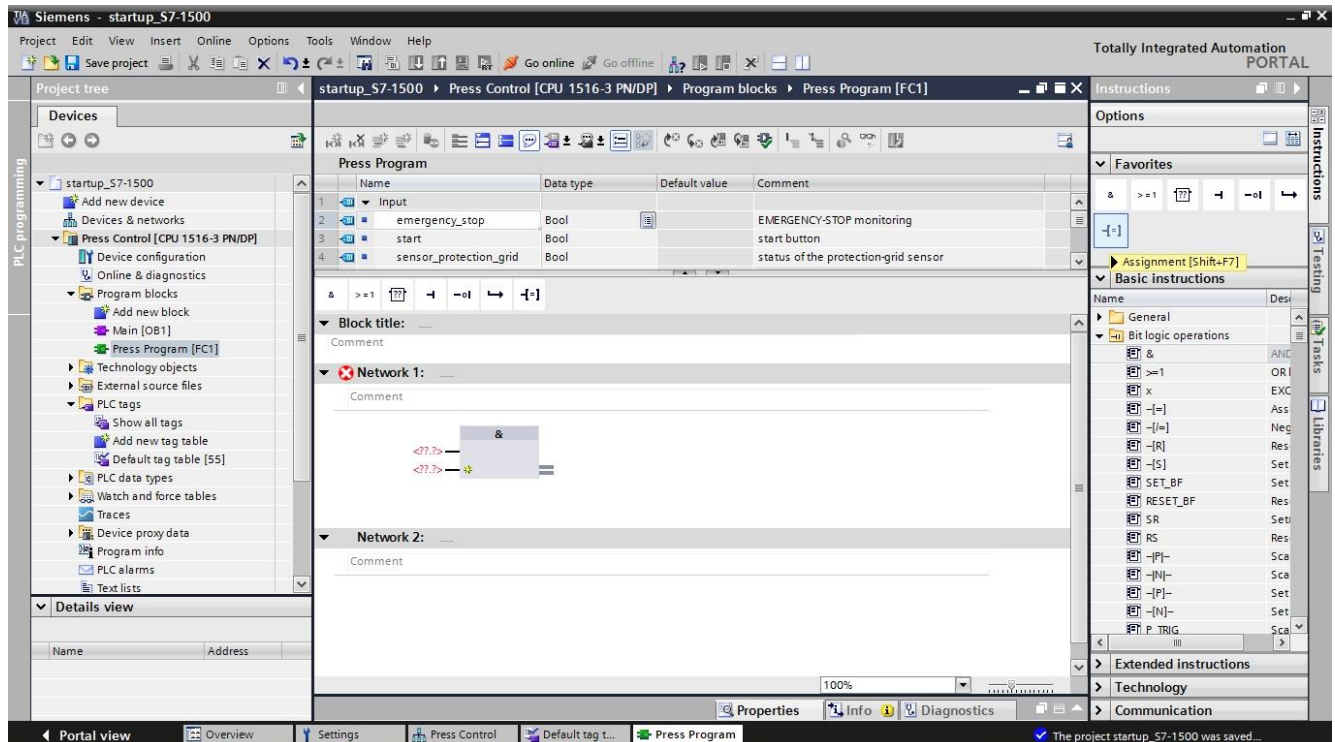 Siemens - startup_S7-1500
Project Edit View Insert Online Options Tools Window Help
Totally Integrated Automation
PORTAL
Save project Go online Go offline
Project tree
startup_S7-1500 Press Control [CPU 1516-3 PN/DP] Program blocks Press Program [FC1]
Instructions
Devices
Options
PLC programming
startup_S7-1500
Add new device
Devices & networks
Press Control [CPU 1516-3 PN/DP]
Device configuration
Online & diagnostics
Program blocks
Add new block
Main [OB1]
Press Program [FC1]
Technology objects
External source files
PLC tags
Show all tags
Add new tag table
Default tag table [55]
PLC data types
Watch and force tables
Traces
Device proxy data
Program info
PLC alarms
Text lists
Details view
Name Address
Press Program
Name Data type Default value Comment
1 Input
2 emergency_stop Bool EMERGENCY-STOP monitoring
3 start Bool start button
4 sensor_protection_grid Bool status of the protection-grid sensor
& >=1 ?? -[=]
Block title: .....
Comment
Network 1: .....
Comment
&
<??.?>
<??.?>
Network 2: .....
Comment
100%
Properties Info Diagnostics
Favorites
& >=1 ?? -[=]
Assignment [Shift+F7]
Basic instructions
Name Des
General
Bit logic operations
& AND
>=1 OR
x EXC
-[=] Ass
-[/=] Neg
-[R] Res
-[S] Set
SET_BF Set
RESET_BF Res
SR Set
RS Res
-|P|- Sca
-|N|- Sca
-[P]- Set
-[N]- Set
P_TRIG Sca
Extended instructions
Technology
Communication
Instructions
Testing
Tasks
Libraries
Portal view Overview Settings Press Control Default tag t... Press Program The project startup_S7-1500 was saved...